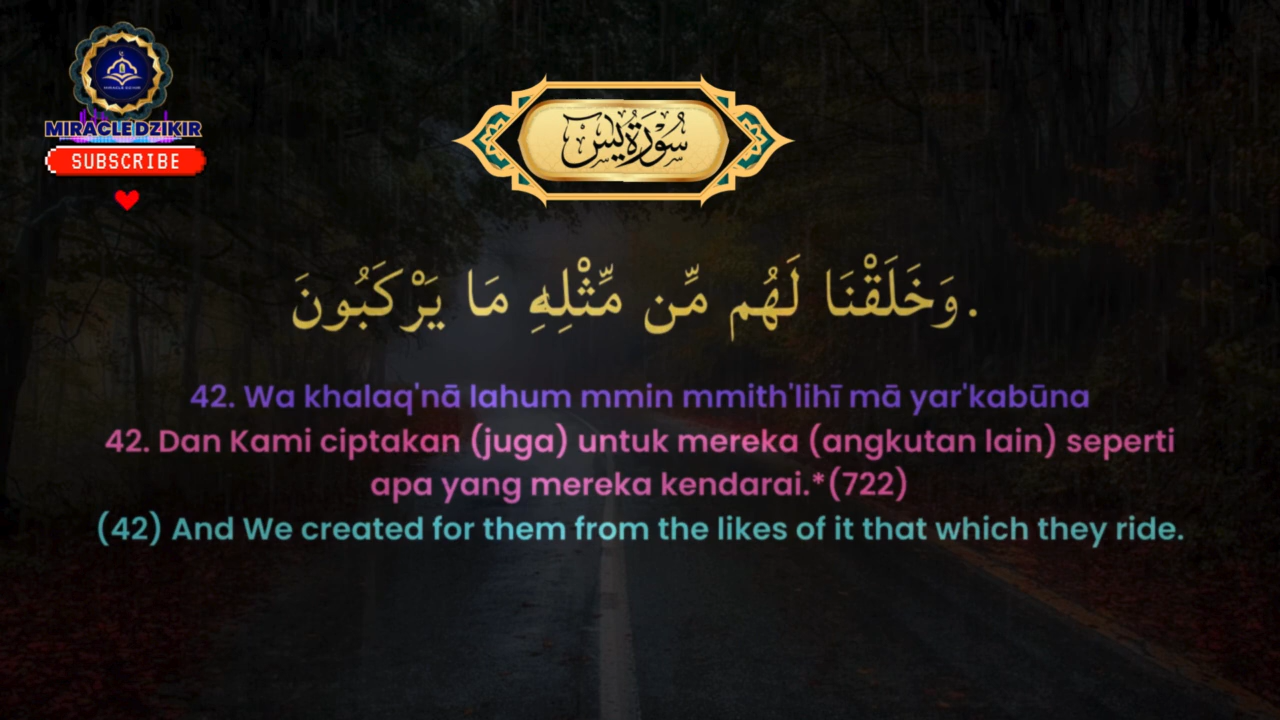 MIRACLE DZIKIR
MIRACLEDZIKIR
SUBSCRIBE
سُوْرَةُ يٰسٓ
وَخَلَقْنَا لَهُم مِّن مِّثْلِهِ مَا يَرْكَبُونَ.
42. Wa khalaq'nā lahum mmin mmith'lihī mā yar'kabūna
42. Dan Kami ciptakan (juga) untuk mereka (angkutan lain) seperti
apa yang mereka kendarai.*(722)
(42) And We created for them from the likes of it that which they ride.